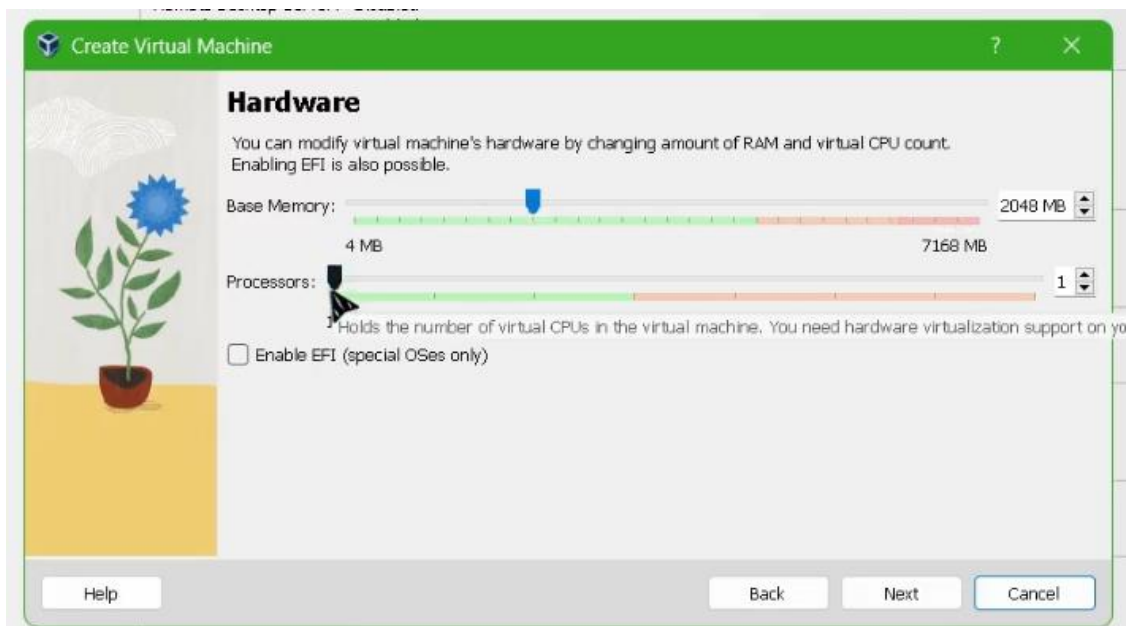 Create Virtual Machine
?
Hardware
You can modify virtual machine's hardware by changing amount of RAM and virtual CPU count.
Enabling EFI is also possible.
Base Memory:
2048 MB
4 MB
7168 MB
Processors:
1
Holds the number of virtual CPUs in the virtual machine. You need hardware virtualization support on yo
Enable EFI (special OSes only)
Help
Back
Next
Cancel